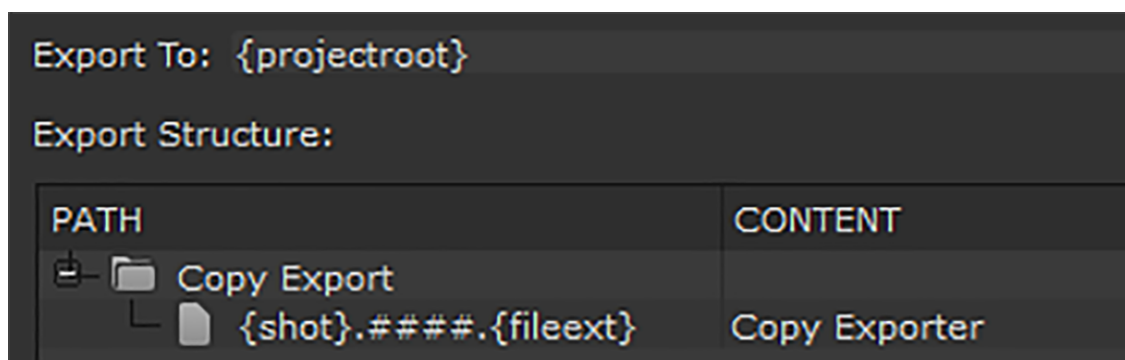 Export To: {projectroot}
Export Structure:
PATH CONTENT
Copy Export
{shot}.####.{fileext} Copy Exporter